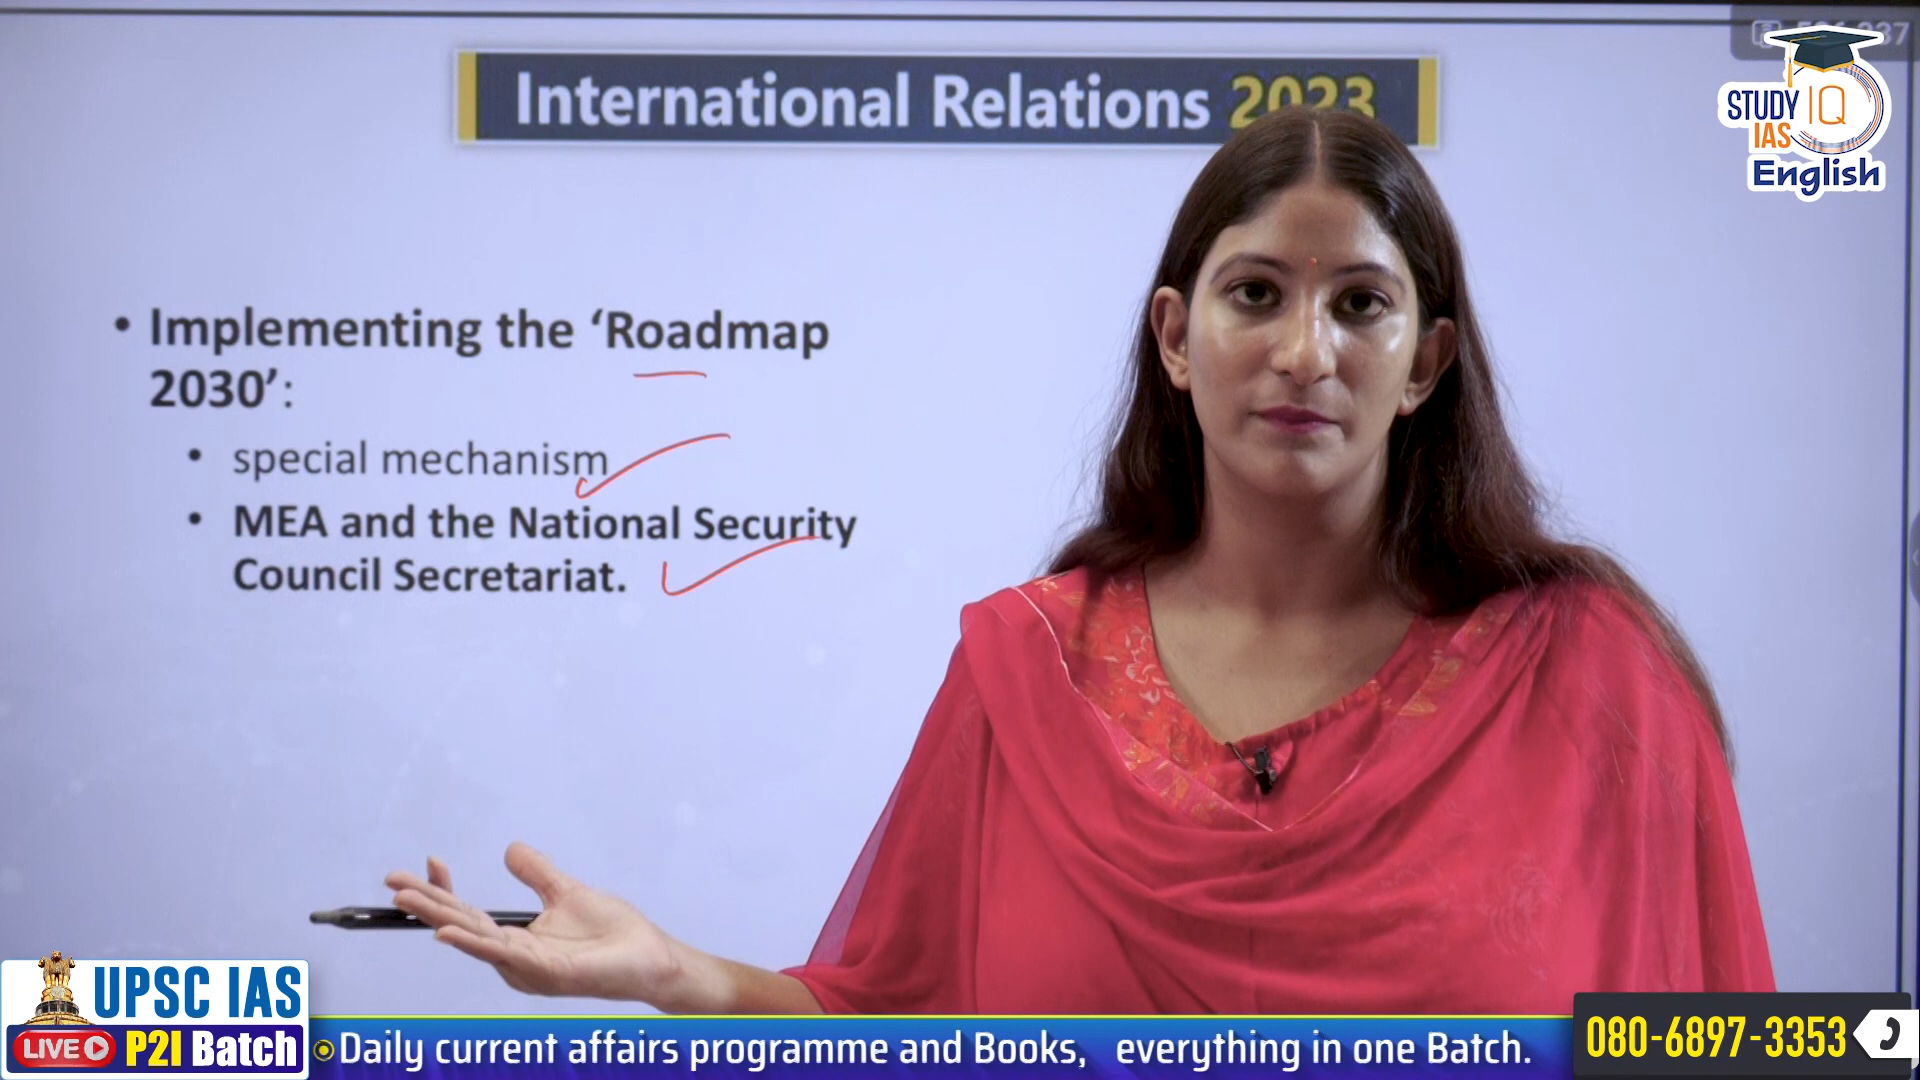 International Relations 2023
STUDY IQ
IAS
English
• Implementing the ‘Roadmap
2030’:
• special mechanism
• MEA and the National Security
Council Secretariat.
UPSC IAS
LIVE P2I Batch
Daily current affairs programme and Books, everything in one Batch.
080-6897-3353